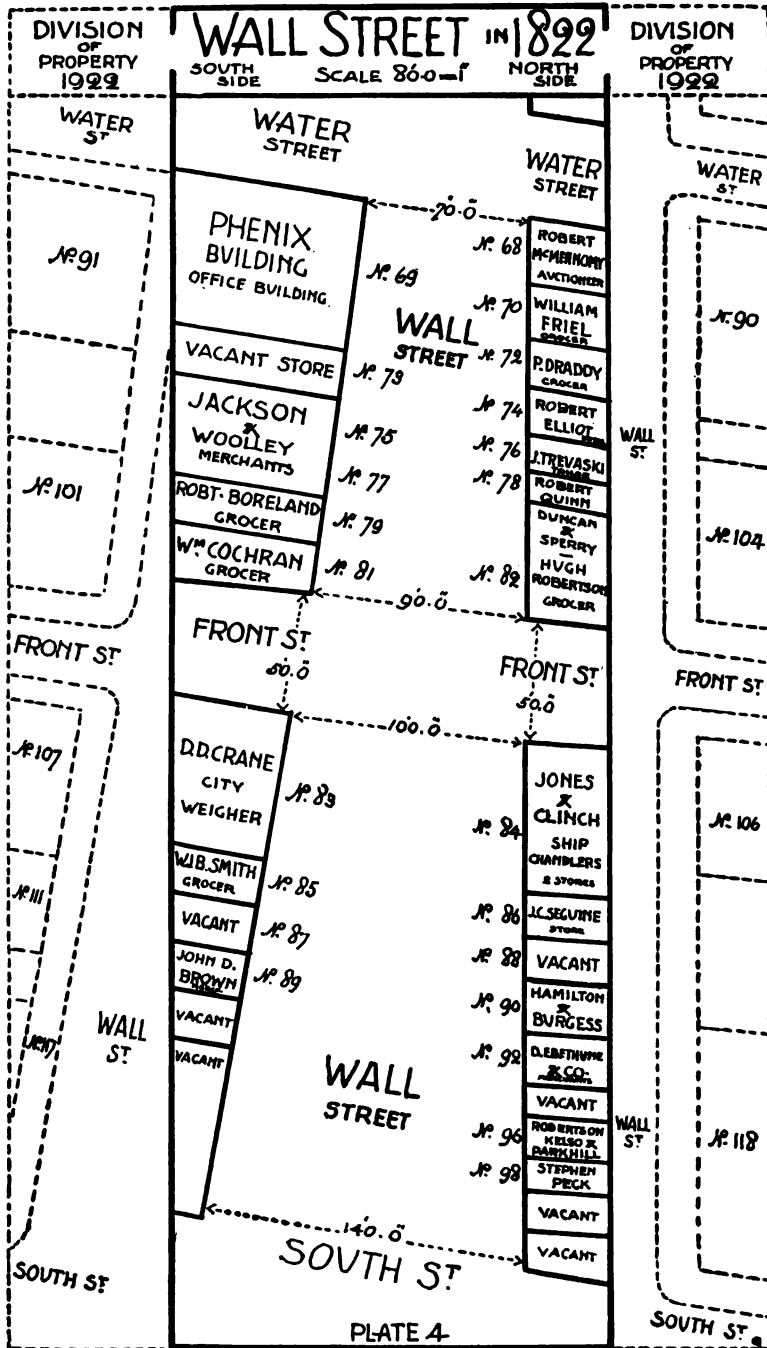 DIVISION
OF
PROPERTY
1922
WALL STREET IN 1822
SOUTH
SIDE
SCALE 86.0=1"
NORTH
SIDE
DIVISION
OF
PROPERTY
1922
WATER
ST
WATER
STREET
WATER
STREET
WATER
ST
70.0
No. 91
PHENIX
BUILDING
OFFICE BUILDING.
No. 69
VACANT STORE
No. 73
JACKSON
&
WOOLLEY
MERCHANTS
No. 75
No. 77
No. 101
ROBT. BORELAND
GROCER
No. 79
Wm COCHRAN
GROCER
No. 81
WALL
STREET
No. 68
ROBERT
McMENNOMY
AUCTIONEER
No. 70
WILLIAM
FRIEL
GROCER
No. 72
P. DRADDY
GROCER
No. 74
ROBERT
ELLIOT
No. 76
J. TREVASKI
No. 78
ROBERT
QUINN
DUNCAN
&
SPERRY
—
HUGH
ROBERTSON
GROCER
No. 82
No. 90
WALL
ST.
No. 104
90.0
FRONT ST
FRONT ST.
50.0
FRONT ST.
50.0
FRONT ST.
100.0
No. 107
No. 111
No. 117
D.D. CRANE
CITY
WEIGHER
No. 83
W.B. SMITH
GROCER
No. 85
VACANT
No. 87
JOHN D.
BROWN
No. 89
VACANT
VACANT
WALL
ST.
WALL
STREET
No. 84
JONES
&
CLINCH
SHIP
CHANDLERS
2 STORES
No. 86
J.C. SEGUINE
STORE
No. 88
VACANT
No. 90
HAMILTON
&
BURGESS
No. 92
D. E. BETHUNE
& CO.
VACANT
No. 96
ROBERTSON
KELSO &
PARKHILL
No. 98
STEPHEN
PECK
VACANT
VACANT
No. 106
WALL
ST.
No. 118
140.0
SOUTH ST.
SOUTH ST.
SOUTH ST.
PLATE 4